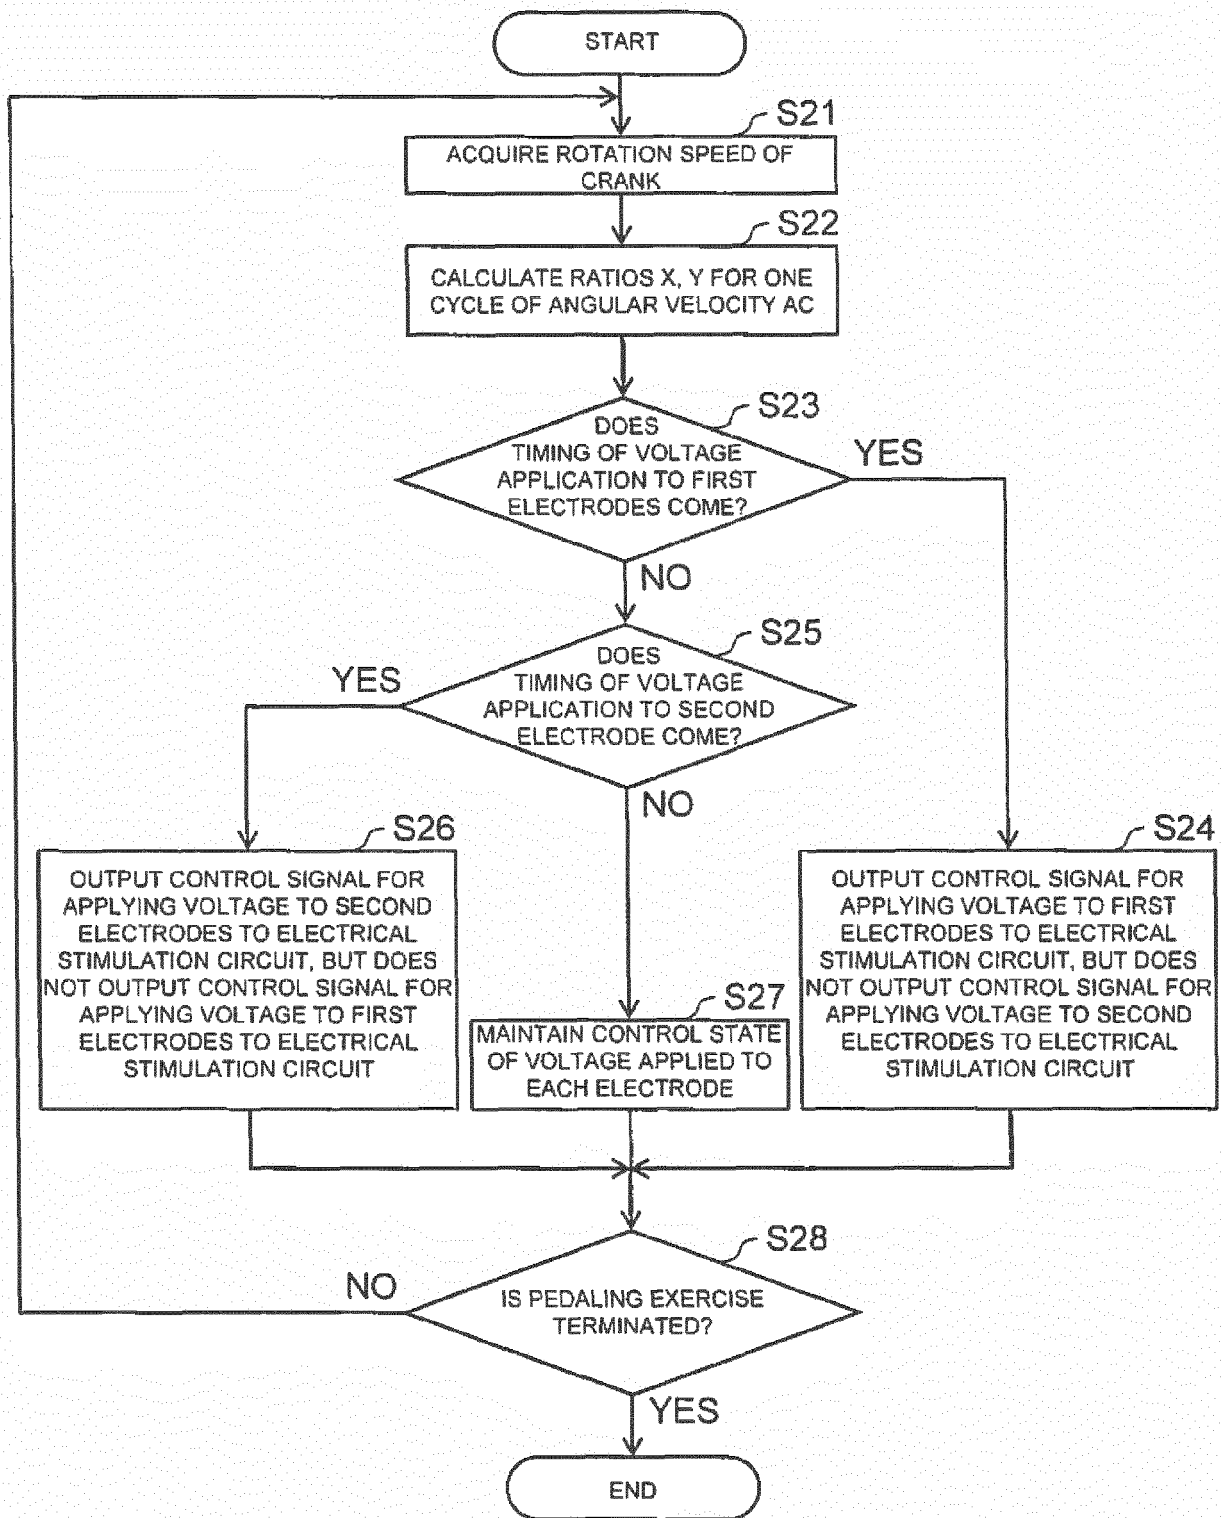 START
S21
ACQUIRE ROTATION SPEED OF
CRANK
S22
CALCULATE RATIOS X, Y FOR ONE
CYCLE OF ANGULAR VELOCITY AC
S23
DOES
TIMING OF VOLTAGE
APPLICATION TO FIRST
ELECTRODES COME?
YES
NO
S25
DOES
TIMING OF VOLTAGE
APPLICATION TO SECOND
ELECTRODE COME?
YES
NO
S26
OUTPUT CONTROL SIGNAL FOR
APPLYING VOLTAGE TO SECOND
ELECTRODES TO ELECTRICAL
STIMULATION CIRCUIT, BUT DOES
NOT OUTPUT CONTROL SIGNAL FOR
APPLYING VOLTAGE TO FIRST
ELECTRODES TO ELECTRICAL
STIMULATION CIRCUIT
S27
MAINTAIN CONTROL STATE
OF VOLTAGE APPLIED TO
EACH ELECTRODE
S24
OUTPUT CONTROL SIGNAL FOR
APPLYING VOLTAGE TO FIRST
ELECTRODES TO ELECTRICAL
STIMULATION CIRCUIT, BUT DOES
NOT OUTPUT CONTROL SIGNAL FOR
APPLYING VOLTAGE TO SECOND
ELECTRODES TO ELECTRICAL
STIMULATION CIRCUIT
S28
IS PEDALING EXERCISE
TERMINATED?
NO
YES
END